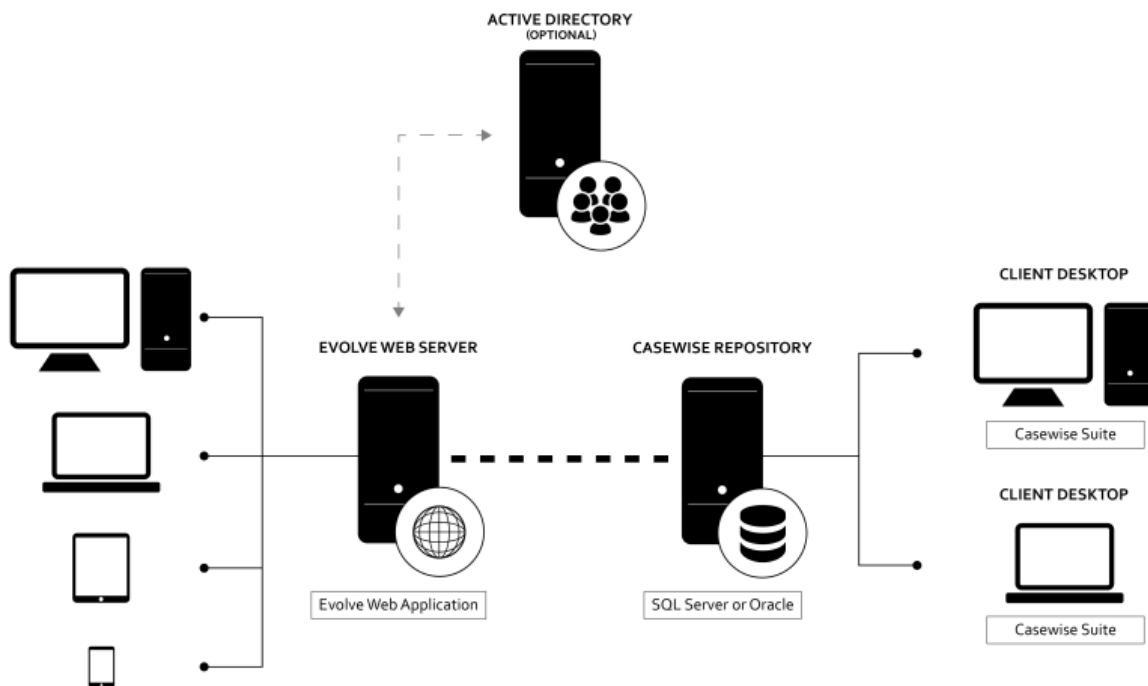 ACTIVE DIRECTORY
(OPTIONAL)
CLIENT DESKTOP
EVOLVE WEB SERVER
CASEWISE REPOSITORY
Casewise Suite
CLIENT DESKTOP
Evolve Web Application
SQL Server or Oracle
Casewise Suite